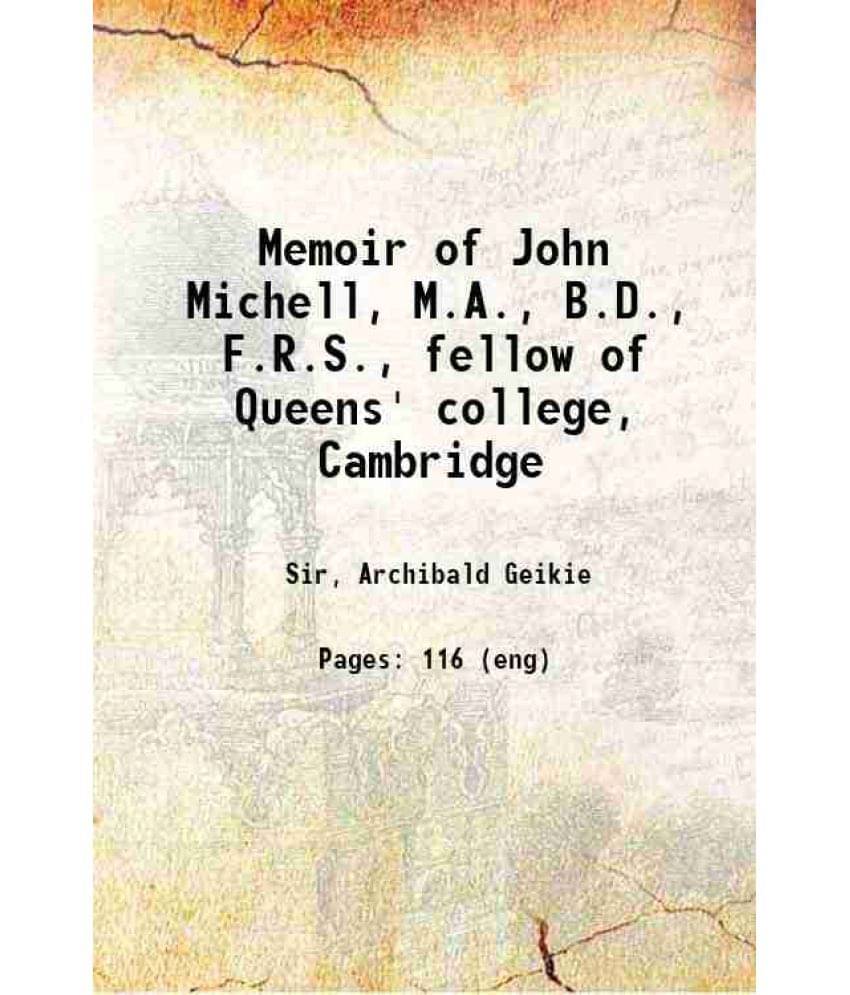 Memoir of John
Michell, M.A., B.D.,
F.R.S., fellow of
Queens' college,
Cambridge
Sir, Archibald Geikie
Pages: 116 (eng)